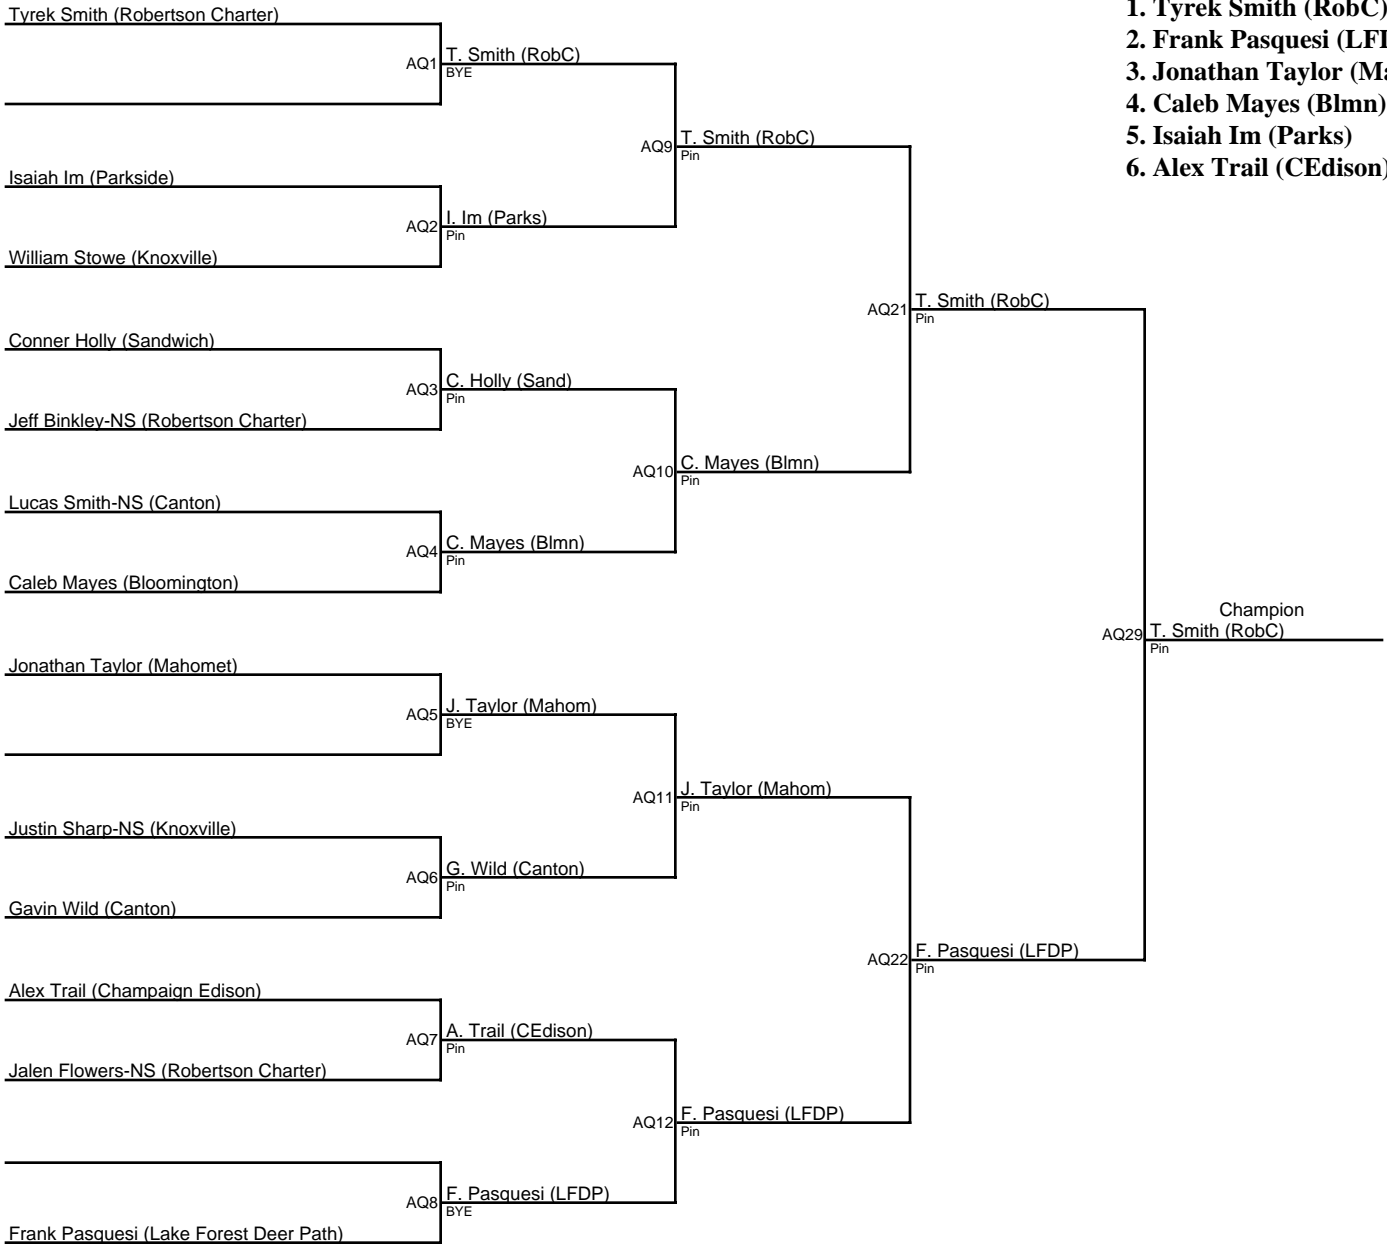 Tyrek Smith (Robertson Charter)
AQ1 T. Smith (RobC)
BYE
AQ9 T. Smith (RobC)
Pin
Isaiah Im (Parkside)
AQ2 I. Im (Parks)
Pin
William Stowe (Knoxville)
AQ21 T. Smith (RobC)
Pin
Conner Holly (Sandwich)
AQ3 C. Holly (Sand)
Pin
Jeff Binkley-NS (Robertson Charter)
AQ10 C. Mayes (Blmn)
Pin
Lucas Smith-NS (Canton)
AQ4 C. Mayes (Blmn)
Pin
Caleb Mayes (Bloomington)
Champion
AQ29 T. Smith (RobC)
Pin
Jonathan Taylor (Mahomet)
AQ5 J. Taylor (Mahom)
BYE
AQ11 J. Taylor (Mahom)
Pin
Justin Sharp-NS (Knoxville)
AQ6 G. Wild (Canton)
Pin
Gavin Wild (Canton)
AQ22 F. Pasquesi (LFDP)
Pin
Alex Trail (Champaign Edison)
AQ7 A. Trail (CEdison)
Pin
Jalen Flowers-NS (Robertson Charter)
AQ12 F. Pasquesi (LFDP)
Pin
AQ8 F. Pasquesi (LFDP)
BYE
Frank Pasquesi (Lake Forest Deer Path)
1. Tyrek Smith (RobC)
2. Frank Pasquesi
3. Jonathan Taylor
4. Caleb Mayes (Blmn)
5. Isaiah Im (Parks)
6. Alex Trail (CEdison)